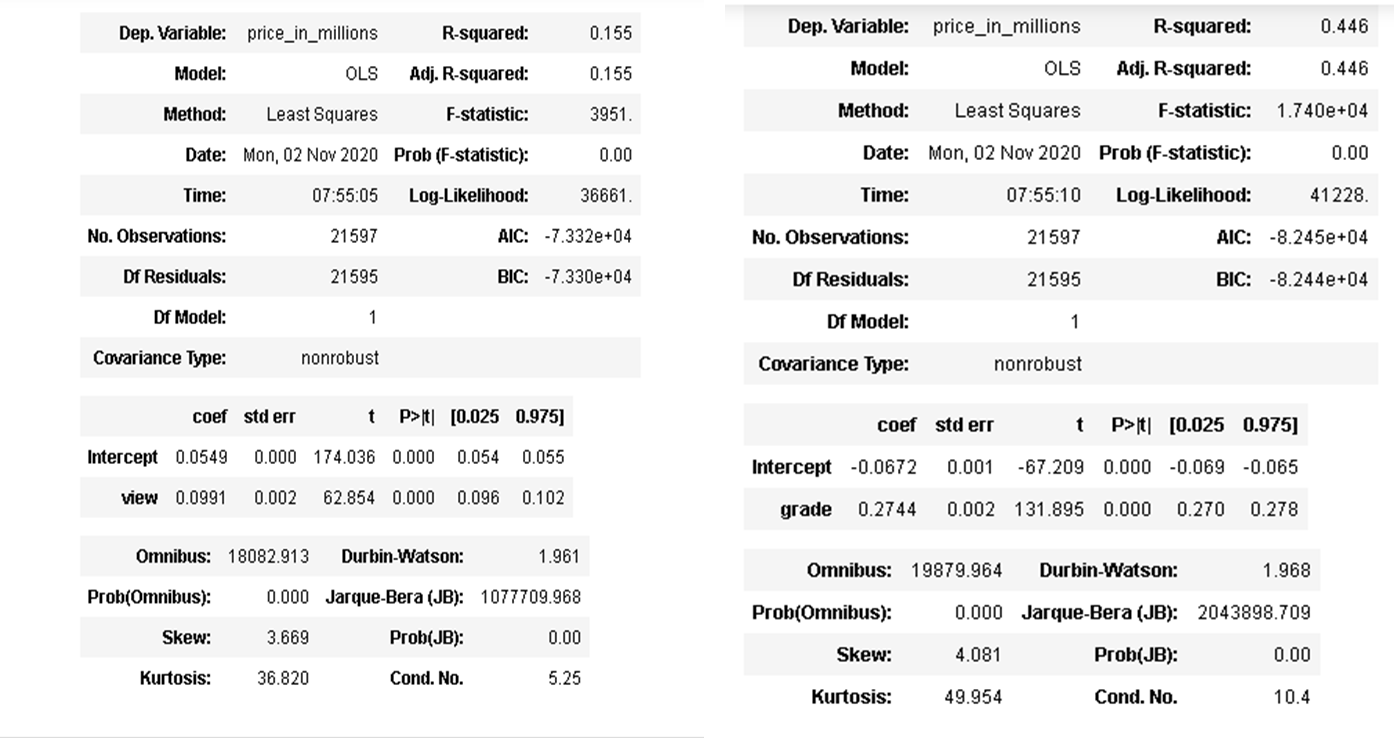 Dep. Variable: price_in_millions R-squared: 0.155
Model: OLS Adj. R-squared: 0.155
Method: Least Squares F-statistic: 3951.
Date: Mon, 02 Nov 2020 Prob (F-statistic): 0.00
Time: 07:55:05 Log-Likelihood: 36661.
No. Observations: 21597 AIC: -7.332e+04
Df Residuals: 21595 BIC: -7.330e+04
Df Model: 1
Covariance Type: nonrobust
coef std err t P>|t| [0.025 0.975]
Intercept 0.0549 0.000 174.036 0.000 0.054 0.055
view 0.0991 0.002 62.854 0.000 0.096 0.102
Omnibus: 18082.913 Durbin-Watson: 1.961
Prob(Omnibus): 0.000 Jarque-Bera (JB): 1077709.968
Skew: 3.669 Prob(JB): 0.00
Kurtosis: 36.820 Cond. No. 5.25
Dep. Variable: price_in_millions R-squared: 0.446
Model: OLS Adj. R-squared: 0.446
Method: Least Squares F-statistic: 1.740e+04
Date: Mon, 02 Nov 2020 Prob (F-statistic): 0.00
Time: 07:55:10 Log-Likelihood: 41228.
No. Observations: 21597 AIC: -8.245e+04
Df Residuals: 21595 BIC: -8.244e+04
Df Model: 1
Covariance Type: nonrobust
coef std err t P>|t| [0.025 0.975]
Intercept -0.0672 0.001 -67.209 0.000 -0.069 -0.065
grade 0.2744 0.002 131.895 0.000 0.270 0.278
Omnibus: 19879.964 Durbin-Watson: 1.968
Prob(Omnibus): 0.000 Jarque-Bera (JB): 2043898.709
Skew: 4.081 Prob(JB): 0.00
Kurtosis: 49.954 Cond. No. 10.4